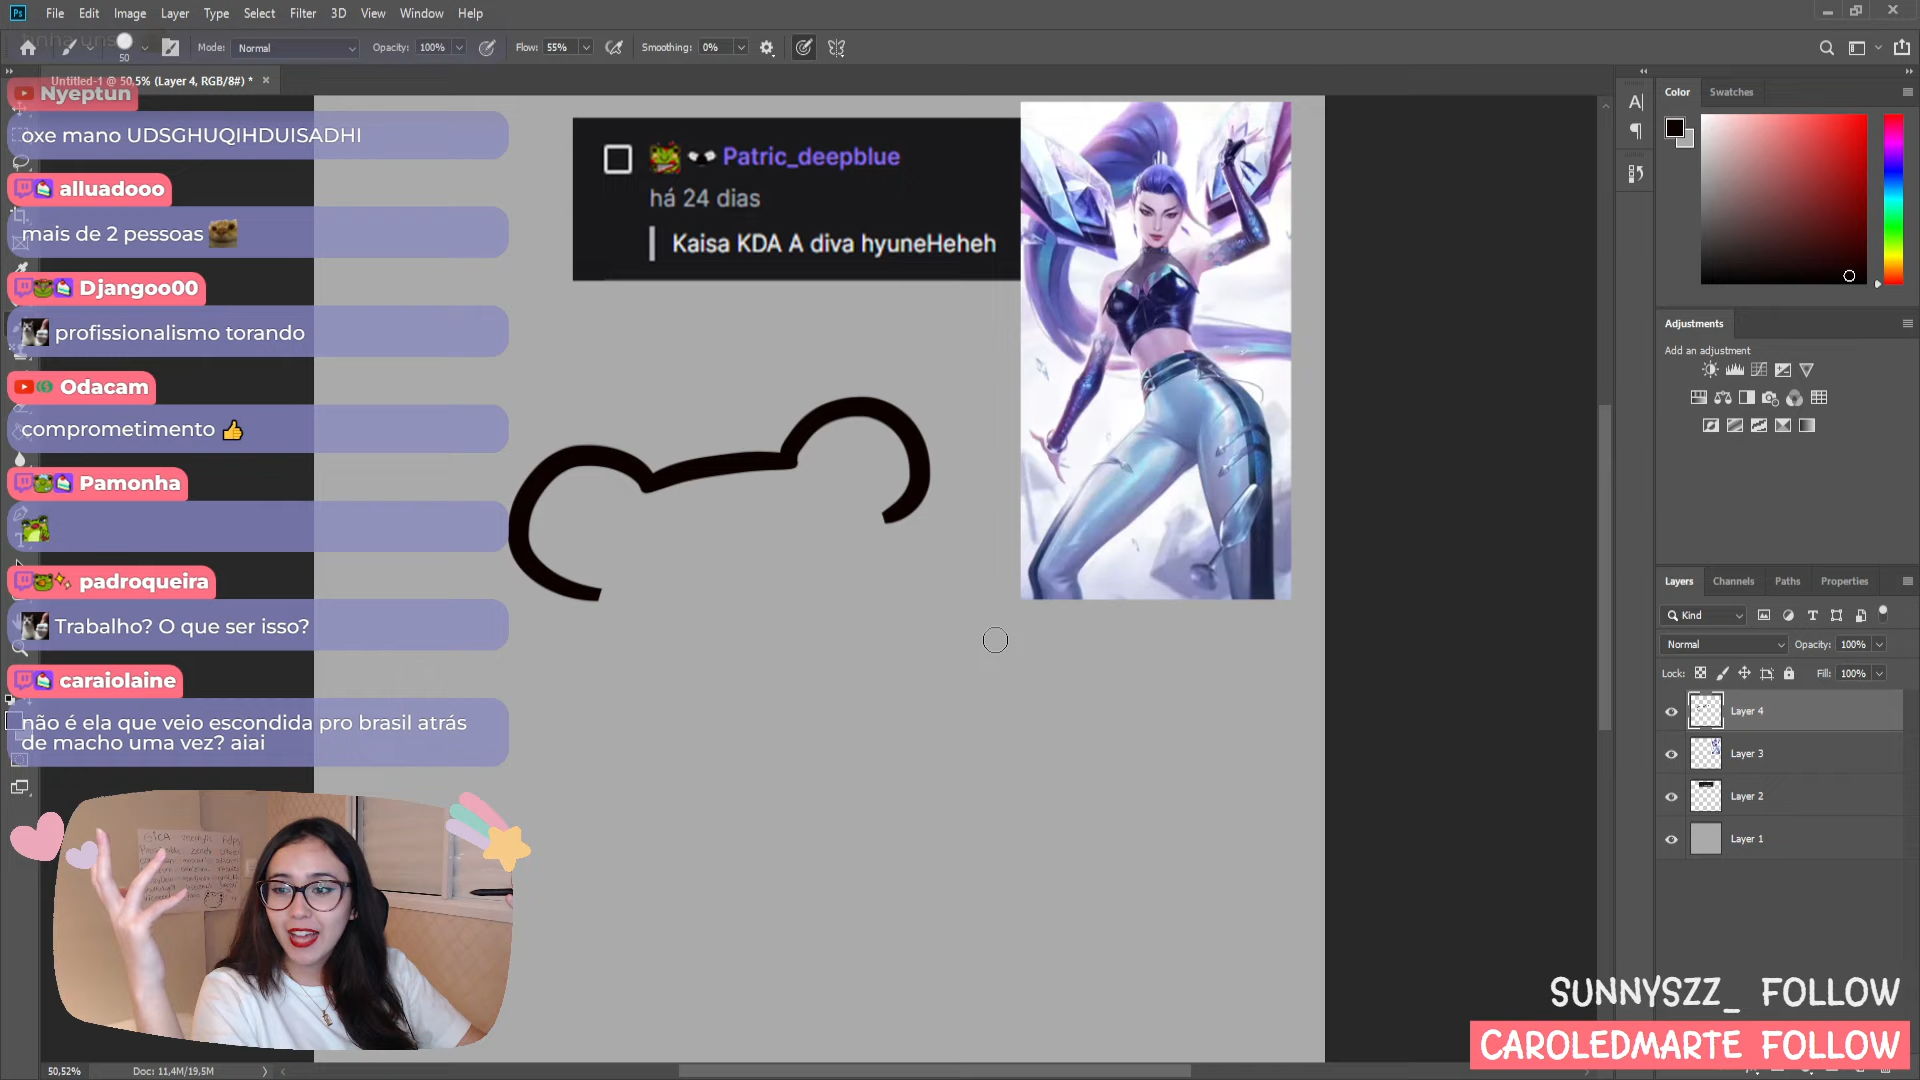 File Edit Image Layer Type Select Filter 3D View Window Help
50
Mode: Normal Opacity: 100% Flow: 55% Smoothing: 0%
Untitled-1 @ 50,5% (Layer 4, RGB/8#) * ×
Nyeptun
oxe mano UDSGHUQIHDUISADHI
alluadooo
mais de 2 pessoas
Djangoo00
profissionalismo torando
Odacam
comprometimento 👍
Pamonha
padroqueira
Trabalho? O que ser isso?
caraiolaine
não é ela que veio escondida pro brasil atrás
de macho uma vez? aiai
Patric_deepblue
há 24 dias
Kaisa KDA A diva hyuneHeheh
Color Swatches
Adjustments
Add an adjustment
Layers Channels Paths Properties
Kind
Normal Opacity: 100%
Lock: Fill: 100%
Layer 4
Layer 3
Layer 2
Layer 1
SUNNYSZZ_ FOLLOW
CAROLEDMARTE FOLLOW
50,52% Doc: 11,4M/19,5M